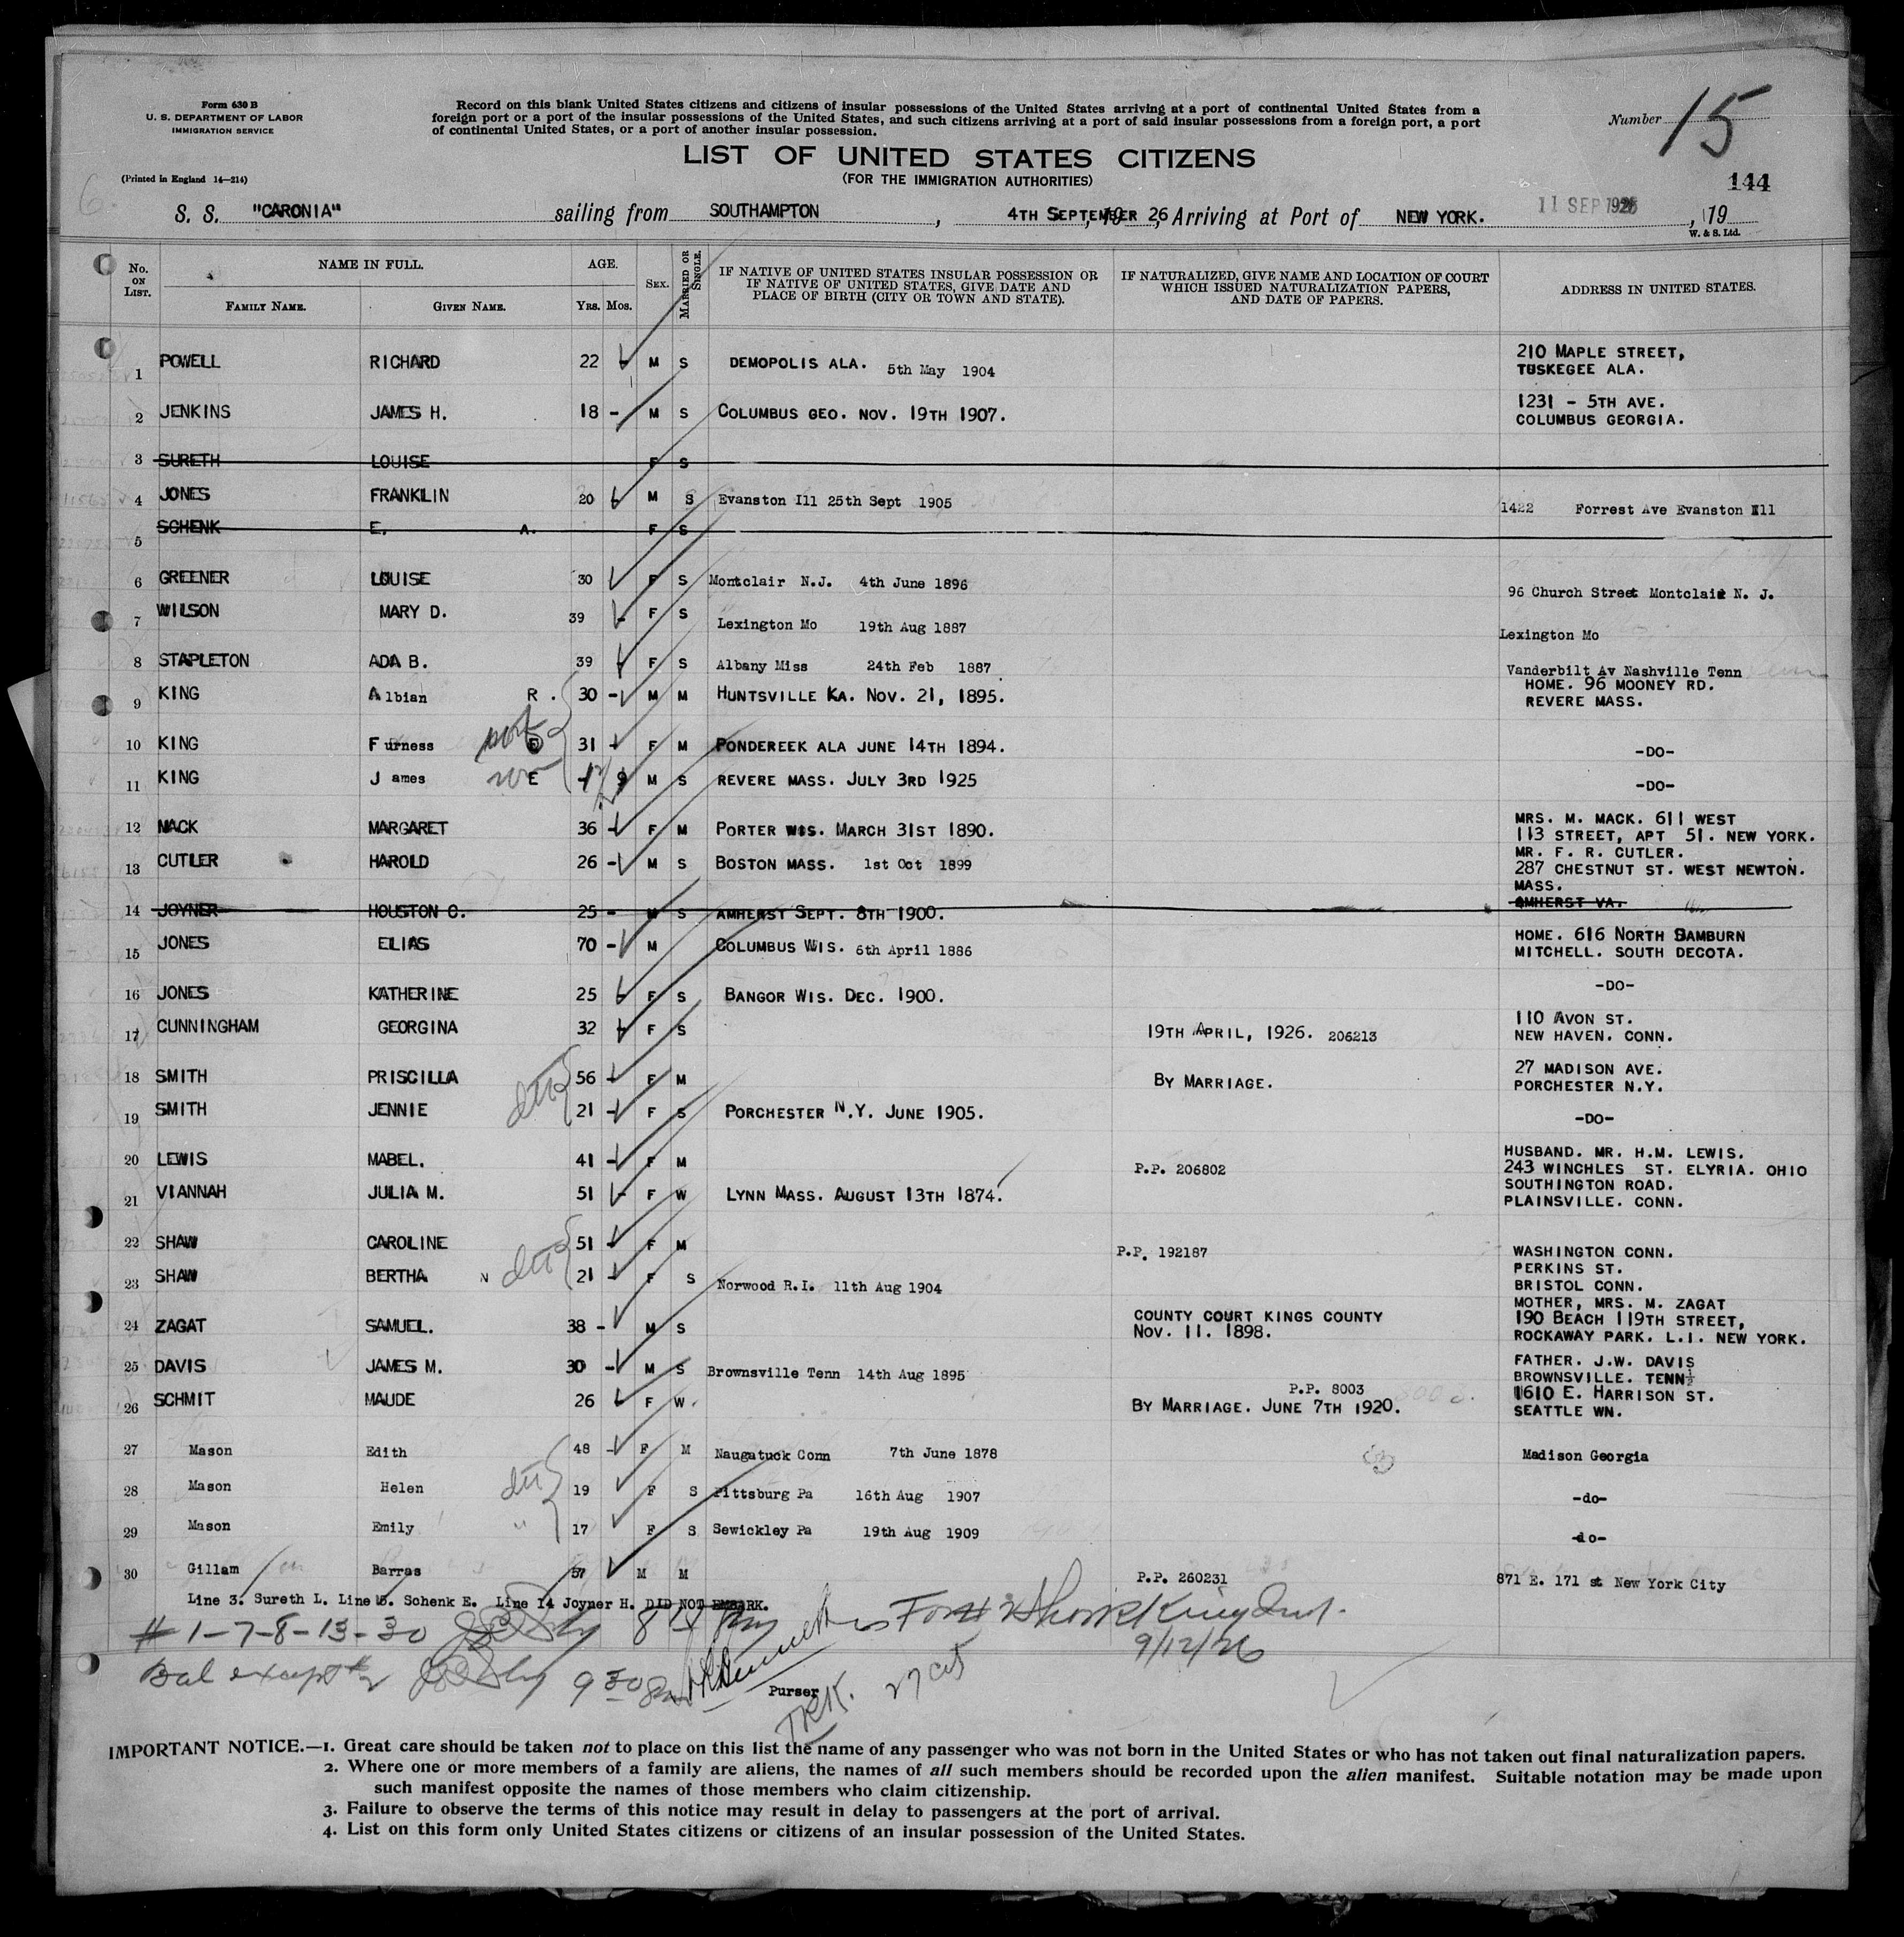 Form 630 B
U. S. DEPARTMENT OF LABOR
IMMIGRATION SERVICE
(Printed in England 14—214)
Record on this blank United States citizens and citizens of insular possessions of the United States arriving at a port of continental United States from a
foreign port or a port of the insular possessions of the United States, and such citizens arriving at a port of said insular possessions from a foreign port, a port
of continental United States, or a port of another insular possession.
Number 15
LIST OF UNITED STATES CITIZENS
(FOR THE IMMIGRATION AUTHORITIES)
144
S. S. "CARONIA" sailing from SOUTHAMPTON, 4TH SEPTEMBER, 19 26, Arriving at Port of NEW YORK. 11 SEP 1926, 19
W. & S. Ltd.
No. ON LIST. NAME IN FULL. AGE. SEX. MARRIED OR SINGLE. IF NATIVE OF UNITED STATES INSULAR POSSESSION OR IF NATIVE OF UNITED STATES, GIVE DATE AND PLACE OF BIRTH (CITY OR TOWN AND STATE). IF NATURALIZED, GIVE NAME AND LOCATION OF COURT WHICH ISSUED NATURALIZATION PAPERS, AND DATE OF PAPERS. ADDRESS IN UNITED STATES.
FAMILY NAME. GIVEN NAME. Yrs. Mos.
1 POWELL RICHARD 22 - M S DEMOPOLIS ALA. 5th May 1904 210 MAPLE STREET, TUSKEGEE ALA.
2 JENKINS JAMES H. 18 - M S COLUMBUS GEO. NOV. 19TH 1907. 1231 - 5TH AVE. COLUMBUS GEORGIA.
3 SURETH LOUISE F S
4 JONES FRANKLIN 20 M S Evanston Ill 25th Sept 1905 1422 Forrest Ave Evanston Ill
5 SCHENK E. A. F S
6 GREENER LOUISE 30 F S Montclair N.J. 4th June 1896 96 Church Street Montclair N. J.
7 WILSON MARY D. 39 - F S Lexington Mo 19th Aug 1887 Lexington Mo
8 STAPLETON ADA B. 39 - F S Albany Miss 24th Feb 1887 Vanderbilt Av Nashville Tenn
9 KING Albian R. 30 - M M HUNTSVILLE KA. NOV. 21, 1895. HOME. 96 MOONEY RD. REVERE MASS.
10 KING Furness 31 - F M PONDEREEK ALA JUNE 14TH 1894. -DO-
11 KING James E 9 M S REVERE MASS. JULY 3RD 1925 -DO-
12 MACK MARGARET 36 - F M PORTER WIS. MARCH 31ST 1890. MRS. M. MACK. 611 WEST 113 STREET, APT 51. NEW YORK.
13 CUTLER HAROLD 26 - M S BOSTON MASS. 1st Oct 1899 MR. F. R. CUTLER. 287 CHESTNUT ST. WEST NEWTON. MASS.
14 JOYNER HOUSTON C. 25 - M S AMHERST SEPT. 8TH 1900. AMHERST VA.
15 JONES ELIAS 70 - M COLUMBUS WIS. 6th April 1886 HOME. 616 NORTH SAMBURN MITCHELL. SOUTH DECOTA.
16 JONES KATHERINE 25 - F S BANGOR WIS. DEC. 1900. -DO-
17 CUNNINGHAM GEORGINA 32 - F S 19TH APRIL, 1926. 206213 110 AVON ST. NEW HAVEN. CONN.
18 SMITH PRISCILLA 56 - F M BY MARRIAGE. 27 MADISON AVE. PORCHESTER N.Y.
19 SMITH JENNIE 21 - F S PORCHESTER N.Y. JUNE 1905. -DO-
20 LEWIS MABEL. 41 - F M P.P. 206802 HUSBAND. MR. H.M. LEWIS. 243 WINCHLES ST. ELYRIA. OHIO
21 VIANNAH JULIA M. 51 - F W LYNN MASS. AUGUST 13TH 1874. SOUTHINGTON ROAD. PLAINSVILLE. CONN.
22 SHAW CAROLINE 51 - F M P.P. 192187 WASHINGTON CONN.
23 SHAW BERTHA N 21 - F S Norwood R.I. 11th Aug 1904 PERKINS ST. BRISTOL CONN.
24 ZAGAT SAMUEL. 38 - M S COUNTY COURT KINGS COUNTY NOV. 11. 1898. MOTHER, MRS. M. ZAGAT 190 BEACH 119TH STREET, ROCKAWAY PARK. L.I. NEW YORK.
25 DAVIS JAMES M. 30 - M S Brownsville Tenn 14th Aug 1895 FATHER. J.W. DAVIS BROWNSVILLE. TENN
26 SCHMIT MAUDE 26 F W. P.P. 8003 BY MARRIAGE. JUNE 7TH 1920. 1610 E. HARRISON ST. SEATTLE WN.
27 Mason Edith 48 - F M Naugatuck Conn 7th June 1878 Madison Georgia
28 Mason Helen 19 F S Pittsburg Pa 16th Aug 1907 -do-
29 Mason Emily 17 F S Sewickley Pa 19th Aug 1909 -do-
30 Gillam Barras 57 M M P.P. 260231 871 E. 171 st New York City
Line 3. Sureth L. Line 5. Schenk E. Line 14 Joyner H. DID NOT EMBARK.
# 1-7-8-13-30
9/12/26
Bal except #2 9 30
Purser
27 cit
IMPORTANT NOTICE.—1. Great care should be taken not to place on this list the name of any passenger who was not born in the United States or who has not taken out final naturalization papers.
2. Where one or more members of a family are aliens, the names of all such members should be recorded upon the alien manifest. Suitable notation may be made upon
such manifest opposite the names of those members who claim citizenship.
3. Failure to observe the terms of this notice may result in delay to passengers at the port of arrival.
4. List on this form only United States citizens or citizens of an insular possession of the United States.